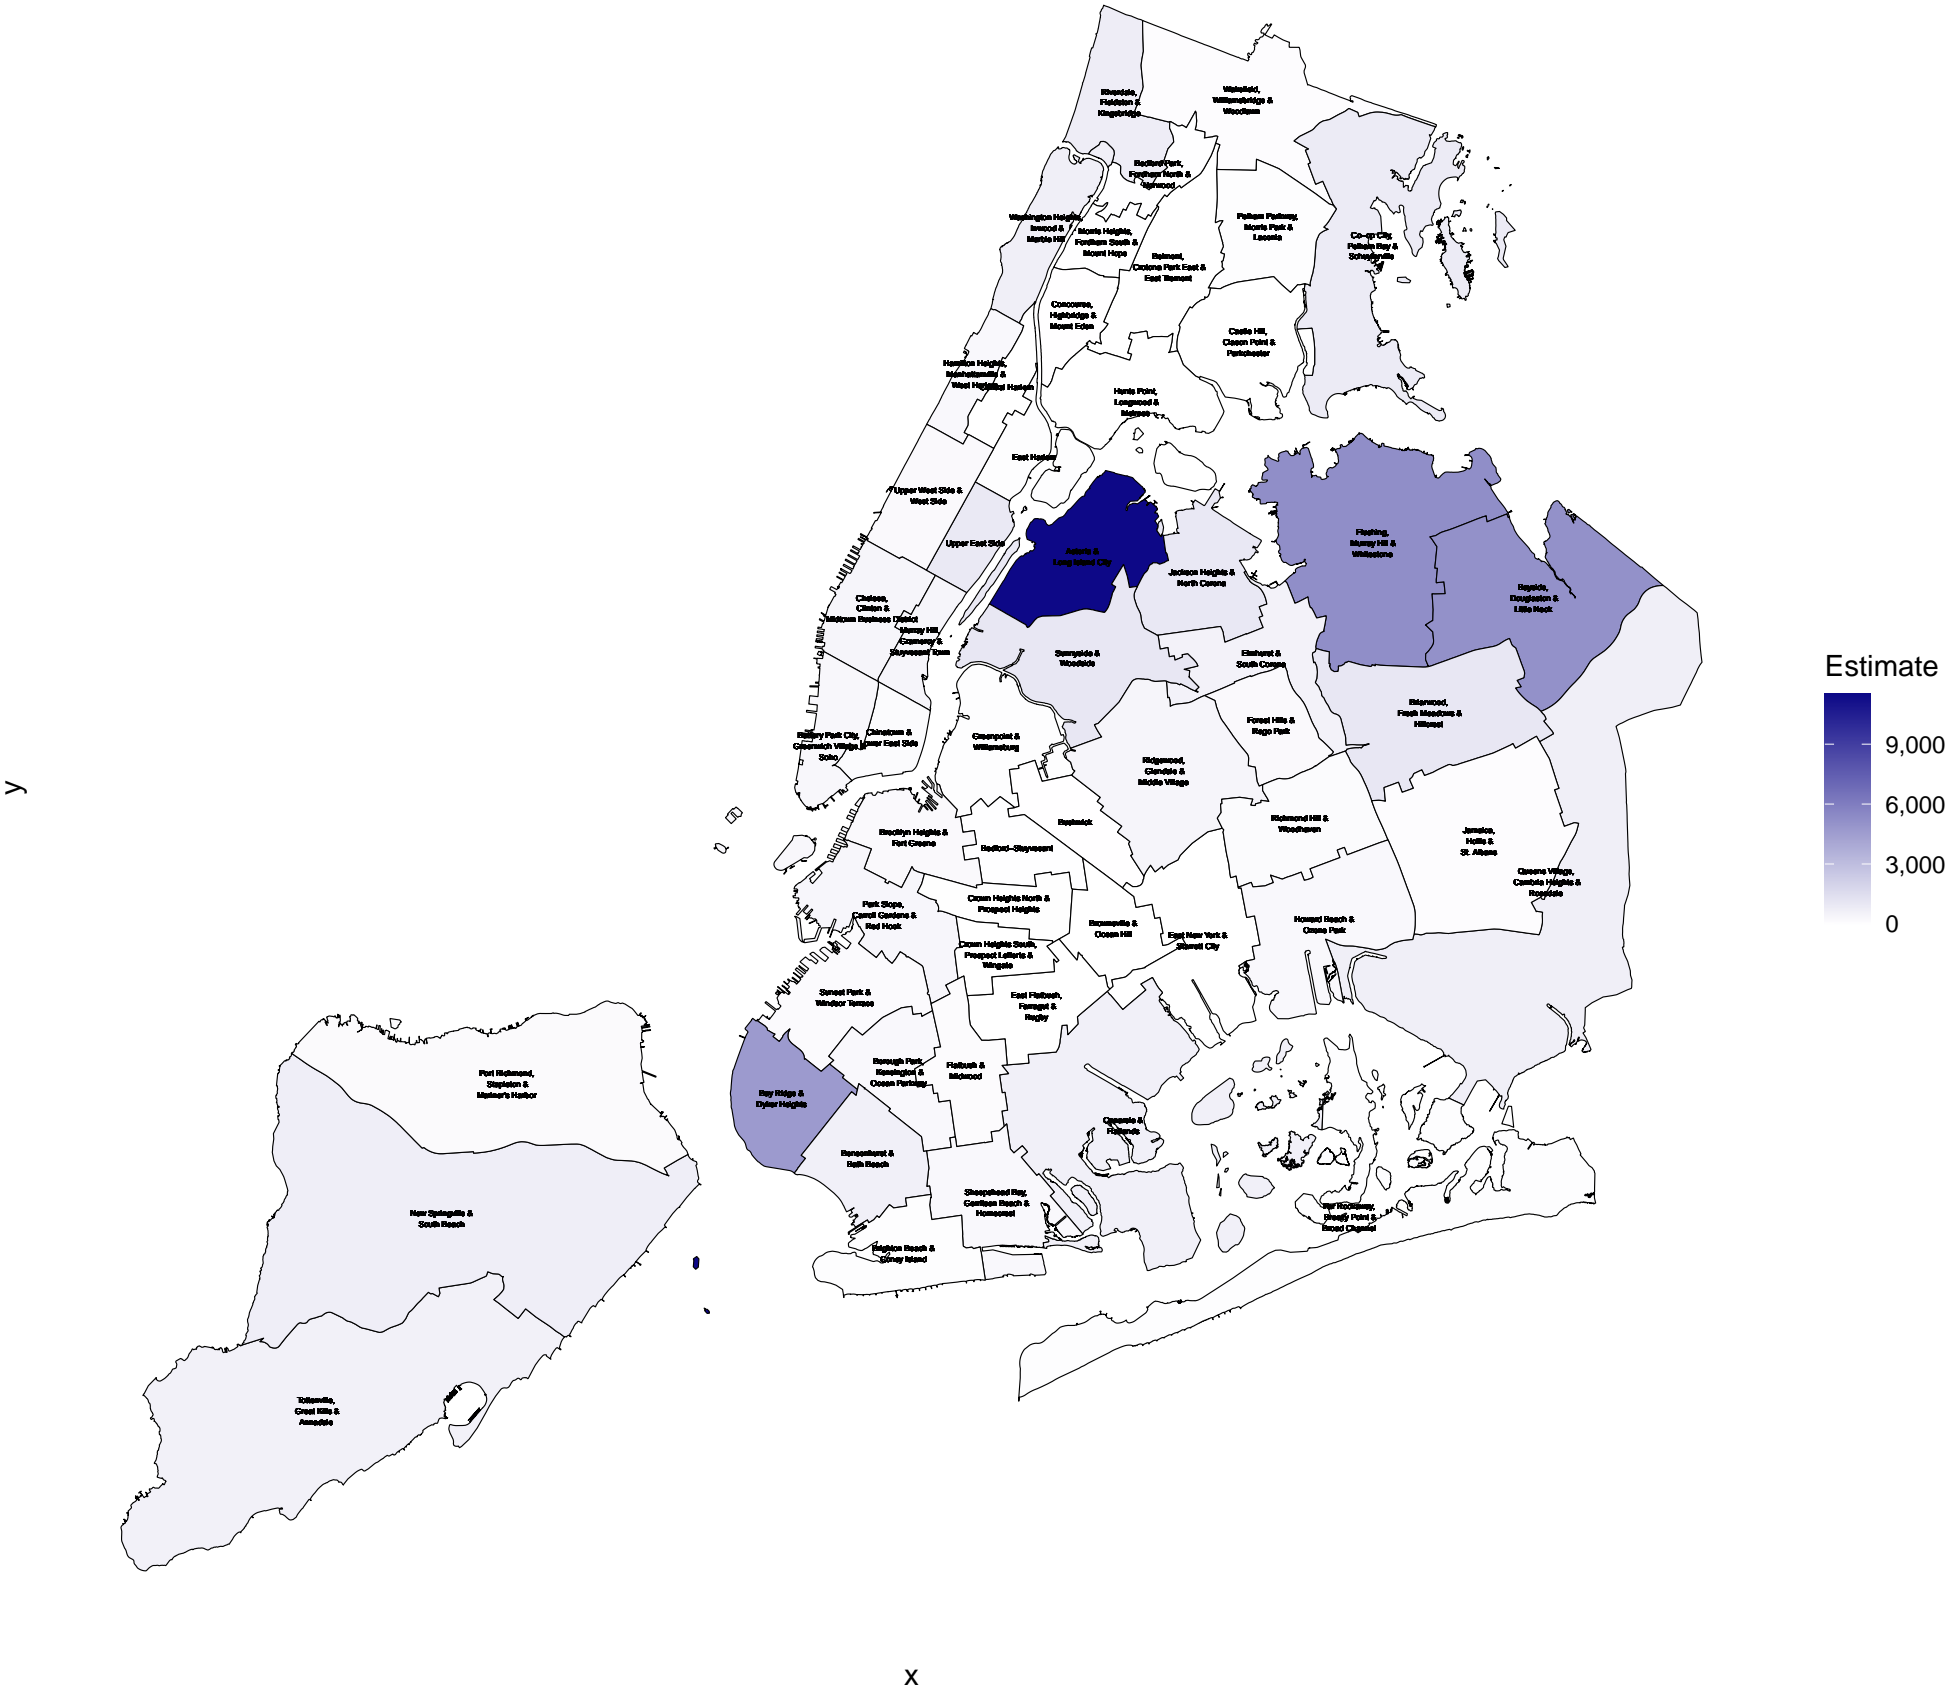 Riverdale,
Fieldston &
Kingsbridge
Wakefield,
Williamsbridge &
Woodlawn
Bedford Park,
Fordham North &
Norwood
Washington Heights,
Inwood &
Marble Hill
Morris Heights,
Fordham South &
Mount Hope
Belmont,
Crotona Park East &
East Tremont
Pelham Parkway,
Morris Park &
Laconia
Co-op City,
Pelham Bay &
Schuylerville
Concourse,
Highbridge &
Mount Eden
Castle Hill,
Clason Point &
Parkchester
Hamilton Heights,
Manhattanville &
West Harlem
Central Harlem
Hunts Point,
Longwood &
Melrose
East Harlem
Upper West Side &
West Side
Upper East Side
Astoria &
Long Island City
Jackson Heights &
North Corona
Flushing,
Murray Hill &
Whitestone
Bayside,
Douglaston &
Little Neck
Chelsea,
Clinton &
Midtown Business District
Murray Hill,
Gramercy &
Stuyvesant Town
Sunnyside &
Woodside
Elmhurst &
South Corona
Briarwood,
Fresh Meadows &
Hillcrest
Forest Hills &
Rego Park
Battery Park City,
Greenwich Village &
Soho
Chinatown &
Lower East Side
Greenpoint &
Williamsburg
Ridgewood,
Glendale &
Middle Village
Bushwick
Richmond Hill &
Woodhaven
Brooklyn Heights &
Fort Greene
Bedford-Stuyvesant
Jamaica,
Hollis &
St. Albans
Queens Village,
Cambria Heights &
Rosedale
Park Slope,
Carroll Gardens &
Red Hook
Crown Heights North &
Prospect Heights
Brownsville &
Ocean Hill
East New York &
Starrett City
Howard Beach &
Ozone Park
Crown Heights South,
Prospect Lefferts &
Wingate
Sunset Park &
Windsor Terrace
East Flatbush,
Farragut &
Rugby
Borough Park,
Kensington &
Ocean Parkway
Flatbush &
Midwood
Bay Ridge &
Dyker Heights
Canarsie &
Flatlands
Bensonhurst &
Bath Beach
Sheepshead Bay,
Gerritsen Beach &
Homecrest
Brighton Beach &
Coney Island
Far Rockaway,
Breezy Point &
Broad Channel
Port Richmond,
Stapleton &
Mariner's Harbor
New Springville &
South Beach
Tottenville,
Great Kills &
Annadale
Estimate
9,000
6,000
3,000
0
y
x